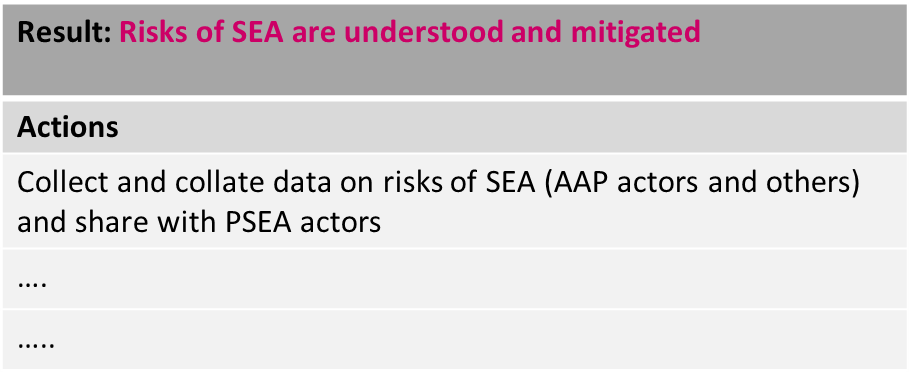 Result: Risks of SEA are understood and mitigated
Actions
Collect and collate data on risks of SEA (AAP actors and others)
and share with PSEA actors
….
…..